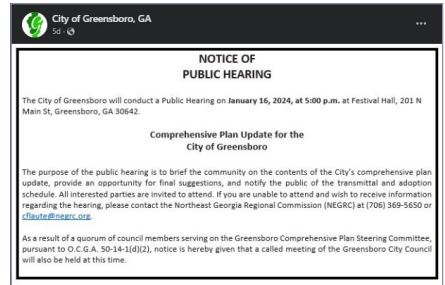 City of Greensboro, GA
5d ·
NOTICE OF
PUBLIC HEARING
The City of Greensboro will conduct a Public Hearing on January 16, 2024, at 5:00 p.m. at Festival Hall, 201 N
Main St, Greensboro, GA 30642.
Comprehensive Plan Update for the
City of Greensboro
The purpose of the public hearing is to brief the community on the contents of the City's comprehensive plan
update, provide an opportunity for final suggestions, and notify the public of the transmittal and adoption
schedule. All interested parties are invited to attend. If you are unable to attend and wish to receive information
regarding the hearing, please contact the Northeast Georgia Regional Commission (NEGRC) at (706) 369-5650 or
cflaute@negrc.org.
As a result of a quorum of council members serving on the Greensboro Comprehensive Plan Steering Committee,
pursuant to O.C.G.A. 50-14-1(d)(2), notice is hereby given that a called meeting of the Greensboro City Council
will also be held at this time.